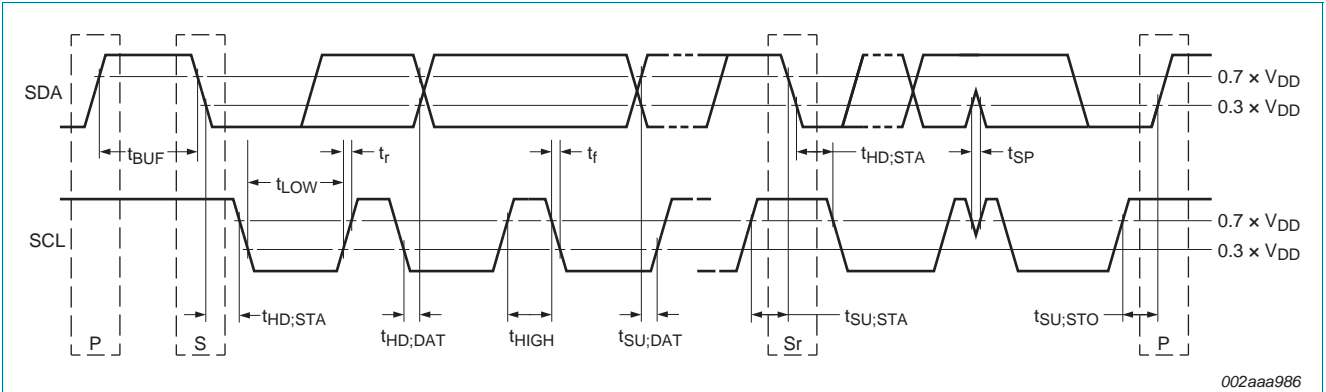 SDA
0.7 × VDD
0.3 × VDD
tBUF
tr
tf
tHD;STA
tSP
tLOW
SCL
0.7 × VDD
0.3 × VDD
tHD;STA
tHD;DAT
tHIGH
tSU;DAT
tSU;STA
tSU;STO
P
S
Sr
P
002aaa986